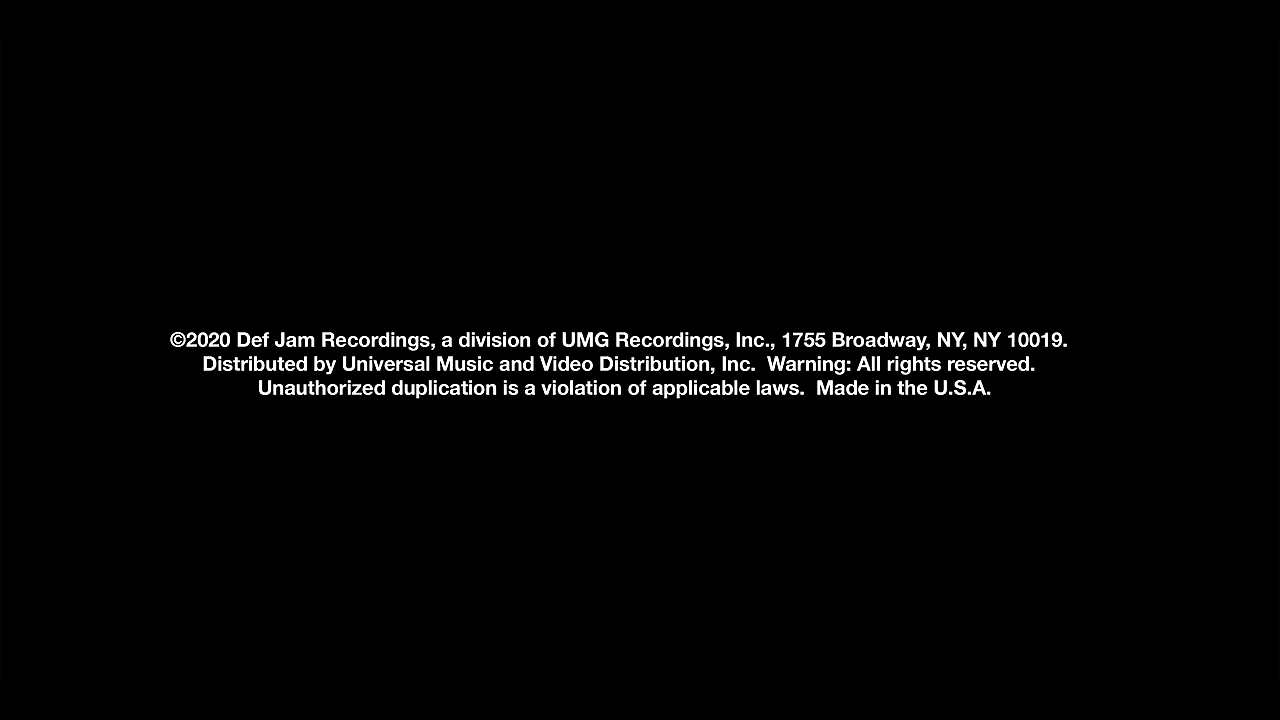 ©2020 Def Jam Recordings, a division of UMG Recordings, Inc., 1755 Broadway, NY, NY 10019.
Distributed by Universal Music and Video Distribution, Inc.  Warning: All rights reserved.
Unauthorized duplication is a violation of applicable laws.  Made in the U.S.A.